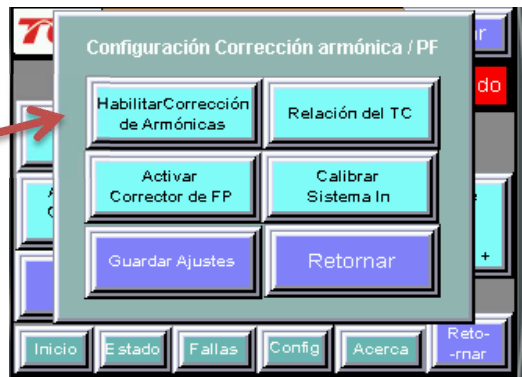 Configuración Corrección armónica / PF
do
HabilitarCorrección
de Armónicas
Relación del TC
Activar
Corrector de FP
Calibrar
Sistema In
Guardar Ajustes
Retornar
+
Inicio
Estado
Fallas
Config
Acerca
Reto-
-rnar